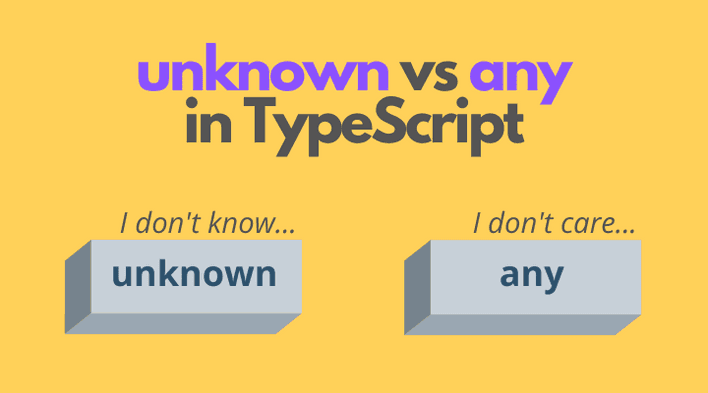 unknown vs any
in TypeScript
I don't know...
unknown
I don't care...
any